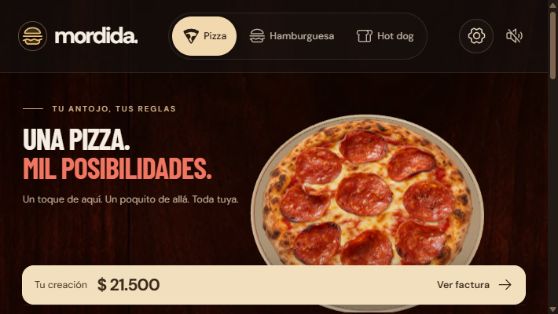 mordida.
Pizza
Hamburguesa
Hot dog
TU ANTOJO, TUS REGLAS
UNA PIZZA.
MIL POSIBILIDADES.
Un toque de aquí. Un poquito de allá. Toda tuya.
Tu creación $ 21.500 Ver factura